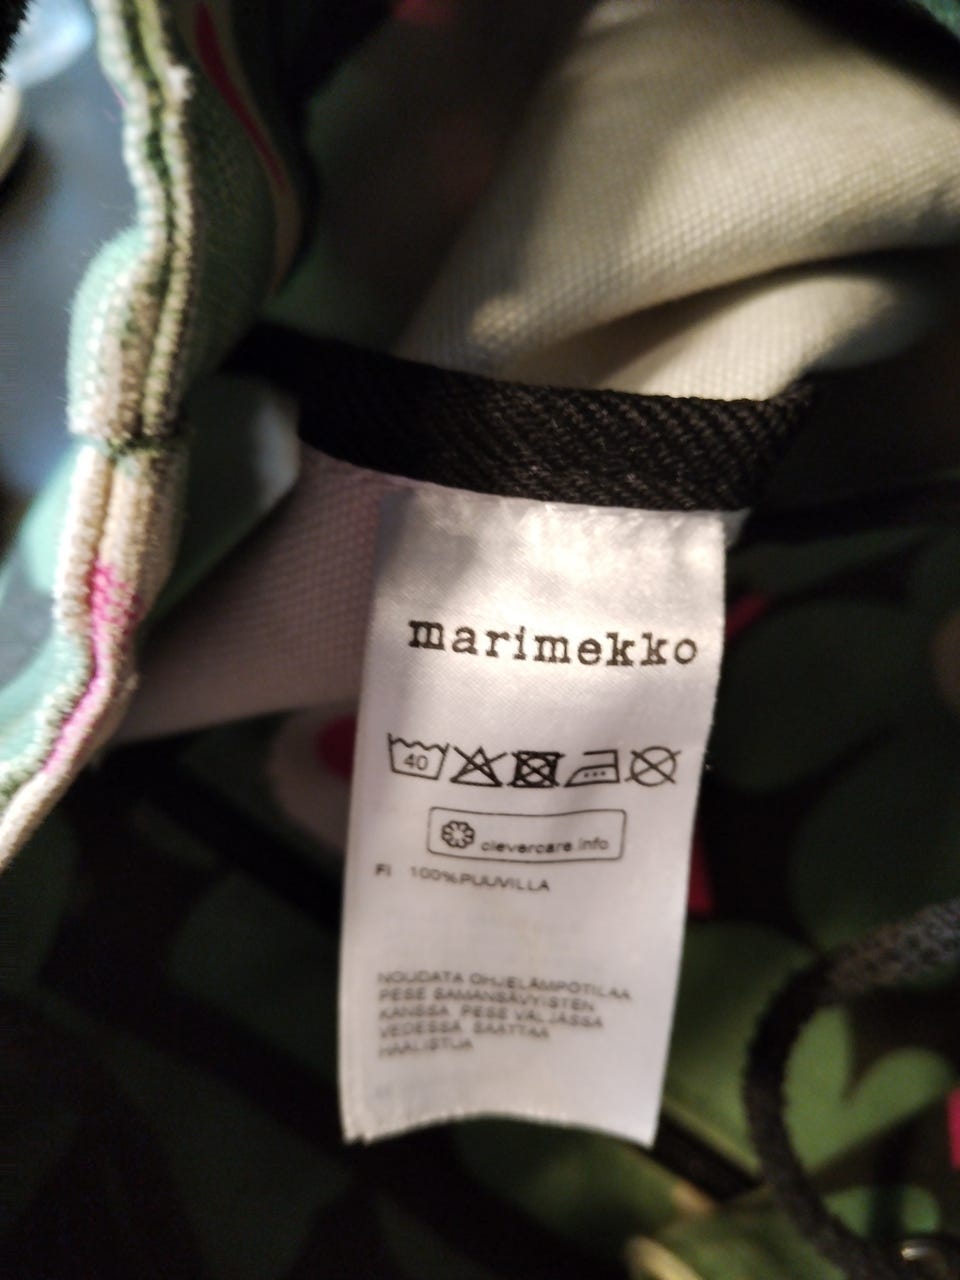 marimekko
40
clevercare.info
FI 100%PUUVILLA
NOUDATA OHJELÄMPÖTILAA
PESE SAMANSÄVYISTEN
KANSSA PESE VÄLJÄSSÄ
VEDESSÄ SAATTAA
HAALISTUA